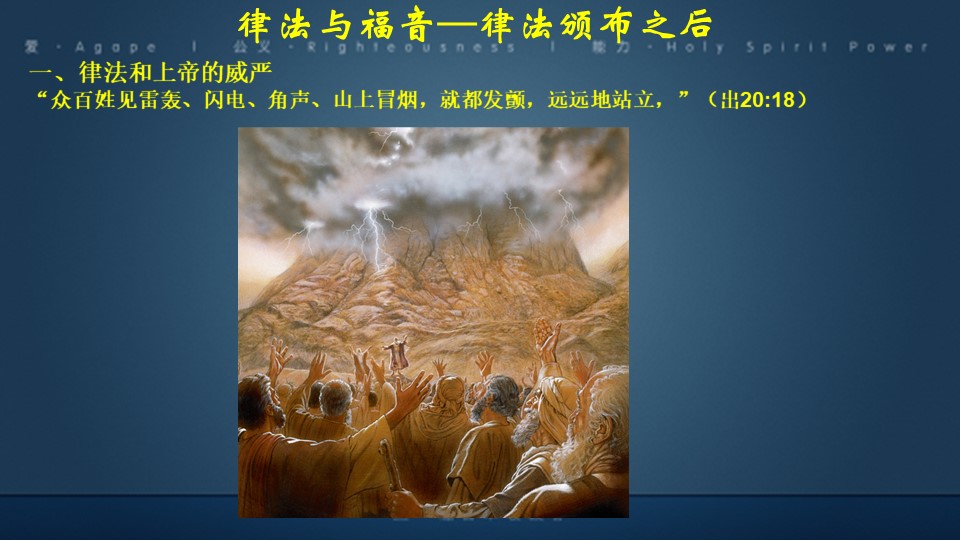 律法与福音—律法颁布之后
爱·Agape | 公义·Righteousness | 能力·Holy Spirit Power
一、律法和上帝的威严
“众百姓见雷轰、闪电、角声、山上冒烟，就都发颤，远远地站立，”（出20:18）